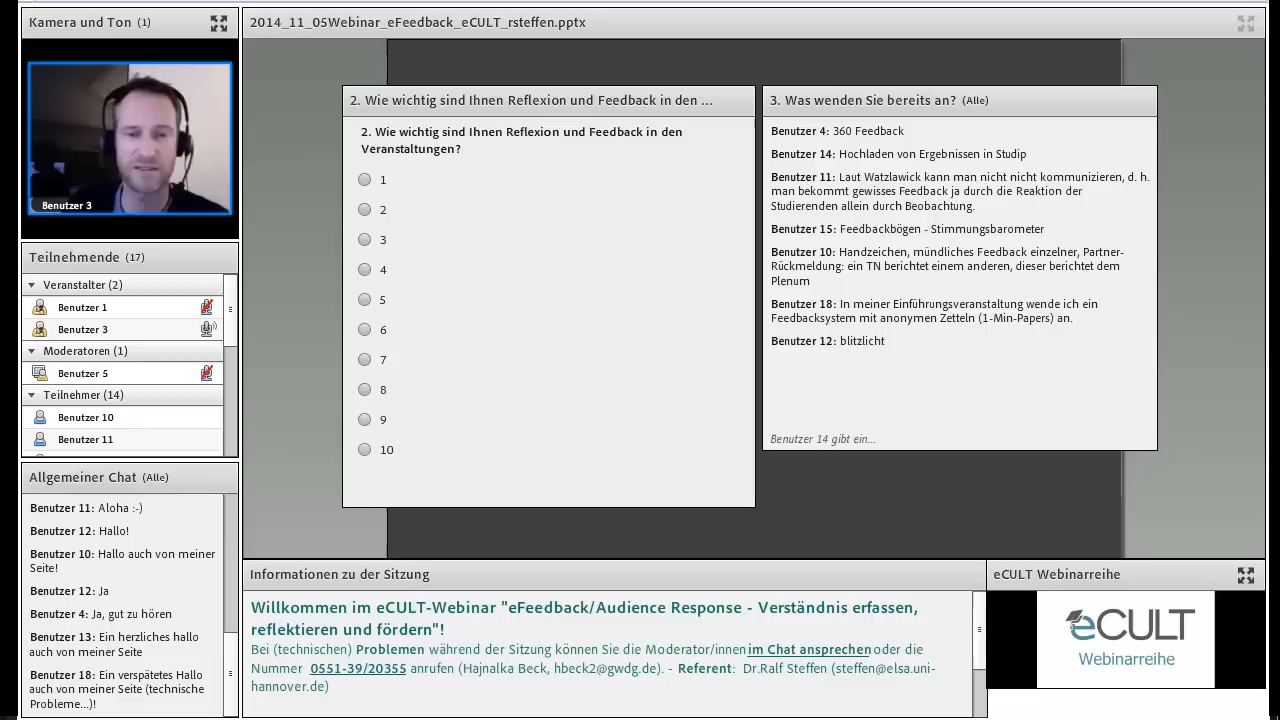 Kamera und Ton (1)
Benutzer 3
Teilnehmende (17)
Veranstalter (2)
Benutzer 1
Benutzer 3
Moderatoren (1)
Benutzer 5
Teilnehmer (14)
Benutzer 10
Benutzer 11
Allgemeiner Chat (Alle)
Benutzer 11: Aloha :-)
Benutzer 12: Hallo!
Benutzer 10: Hallo auch von meiner
Seite!
Benutzer 12: Ja
Benutzer 4: Ja, gut zu hören
Benutzer 13: Ein herzliches hallo
auch von meiner Seite
Benutzer 18: Ein verspätetes Hallo
auch von meiner Seite (technische
Probleme...)!
2014_11_05Webinar_eFeedback_eCULT_rsteffen.pptx
2. Wie wichtig sind Ihnen Reflexion und Feedback in den ...
2. Wie wichtig sind Ihnen Reflexion und Feedback in den
Veranstaltungen?
1
2
3
4
5
6
7
8
9
10
3. Was wenden Sie bereits an? (Alle)
Benutzer 4: 360 Feedback
Benutzer 14: Hochladen von Ergebnissen in Studip
Benutzer 11: Laut Watzlawick kann man nicht nicht kommunizieren, d. h.
man bekommt gewisses Feedback ja durch die Reaktion der
Studierenden allein durch Beobachtung.
Benutzer 15: Feedbackbögen - Stimmungsbarometer
Benutzer 10: Handzeichen, mündliches Feedback einzelner, Partner-
Rückmeldung: ein TN berichtet einem anderen, dieser berichtet dem
Plenum
Benutzer 18: In meiner Einführungsveranstaltung wende ich ein
Feedbacksystem mit anonymen Zetteln (1-Min-Papers) an.
Benutzer 12: blitzlicht
Benutzer 14 gibt ein...
Informationen zu der Sitzung
Willkommen im eCULT-Webinar "eFeedback/Audience Response - Verständnis erfassen,
reflektieren und fördern"!
Bei (technischen) Problemen während der Sitzung können Sie die Moderator/innen im Chat ansprechen oder die
Nummer 0551-39/20355 anrufen (Hajnalka Beck, hbeck2@gwdg.de). - Referent: Dr.Ralf Steffen (steffen@elsa.uni-
hannover.de)
eCULT Webinarreihe
eCULT
Webinarreihe